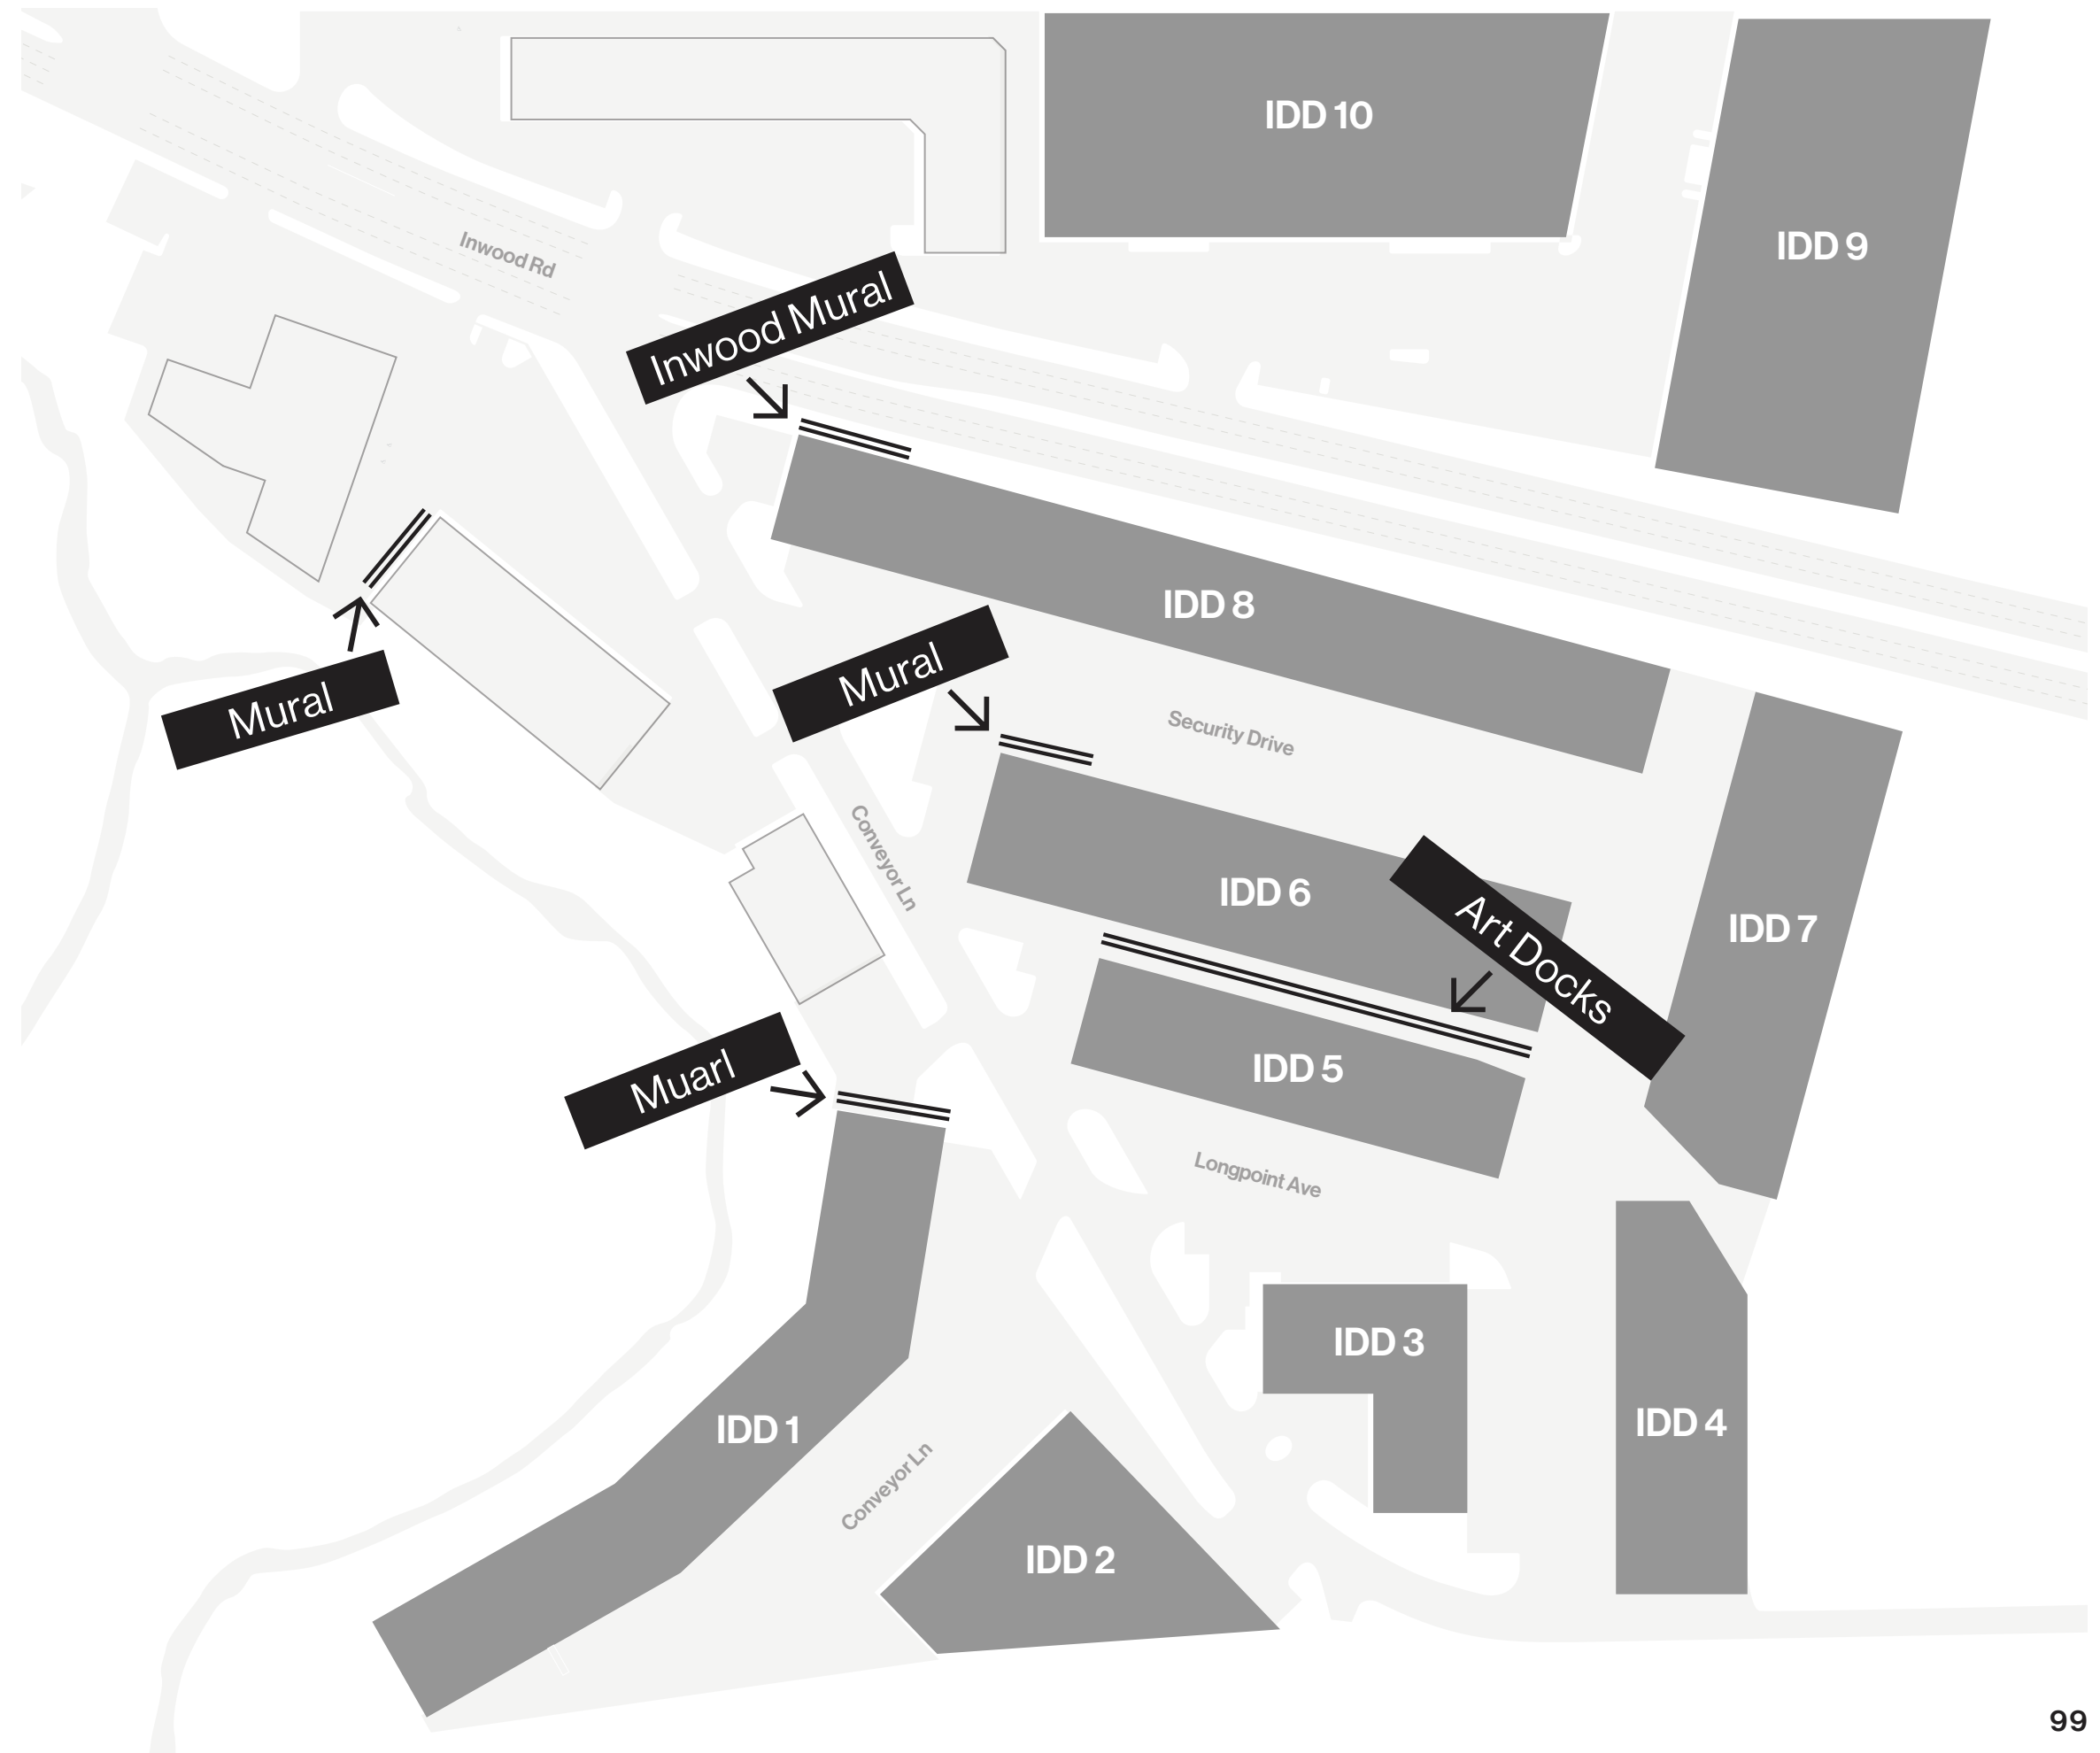 IDD 10
IDD 9
Inwood Rd
Inwood Mural
IDD 8
Mural
Mural
Security Drive
Conveyor Ln
IDD 6
Art Docks
IDD 7
Muarl
IDD 5
Longpoint Ave
IDD 3
IDD 4
IDD 1
Conveyor Ln
IDD 2
99